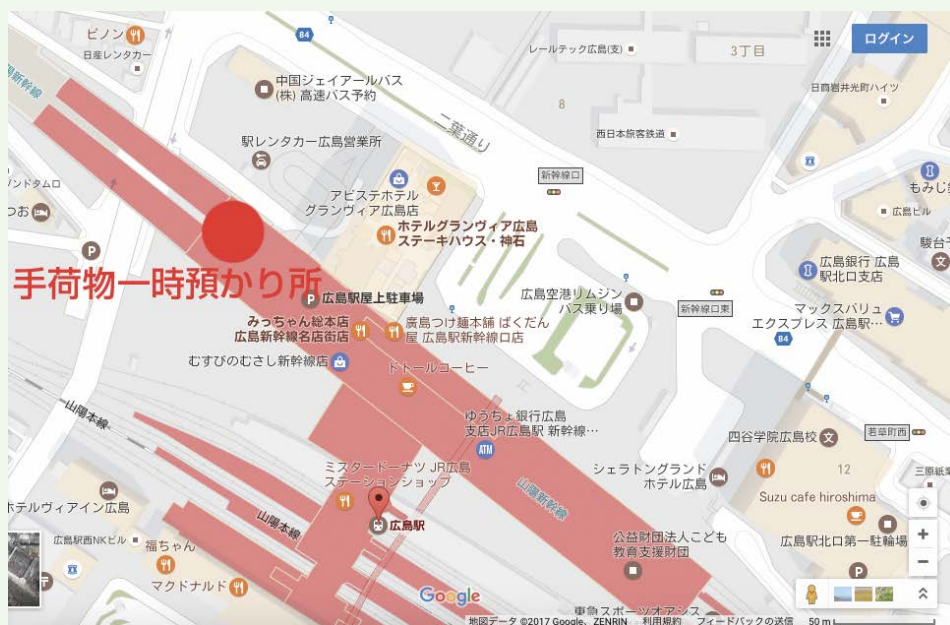 ピノン
日産レンタカー
84
中国ジェイアールバス
(株) 高速バス予約
レールテック広島(支)
3丁目
ログイン
8
日商岩井光町ハイツ
二葉通り
西日本旅客鉄道
駅レンタカー広島営業所
新幹線口
アビステホテル
グランヴィア広島店
ホテルグランヴィア広島
ステーキハウス・神石
つお
P
もみじ
広島ビル
駿台
広島銀行 広島
駅北口支店
手荷物一時預かり所
P
広島駅屋上駐車場
広島空港リムジン
バス乗り場
新幹線口東
マックスバリュ
エクスプレス 広島駅…
84
みっちゃん総本店
広島新幹線名店街店
廣島つけ麺本舗 ばくだん
屋 広島駅新幹線口店
むすびのむさし新幹線店
ドトールコーヒー
山陽本線
ゆうちょ銀行広島
支店JR広島駅 新幹線…
ATM
四谷学院広島校
若草町西
12
ミスタードーナツ JR広島
ステーションショップ
シェラトングランド
ホテル広島
Suzu cafe hiroshima
山陽新幹線
ホテルヴィアイン広島
山陽本線
広島駅
広島駅西NKビル
福ちゃん
マクドナルド
公益財団法人こども
教育支援財団
広島駅北口第一駐輪場
P
+
−
Google
東急スポーツオアシス
地図データ ©2017 Google、ZENRIN 利用規約 フィードバックの送信 50 m